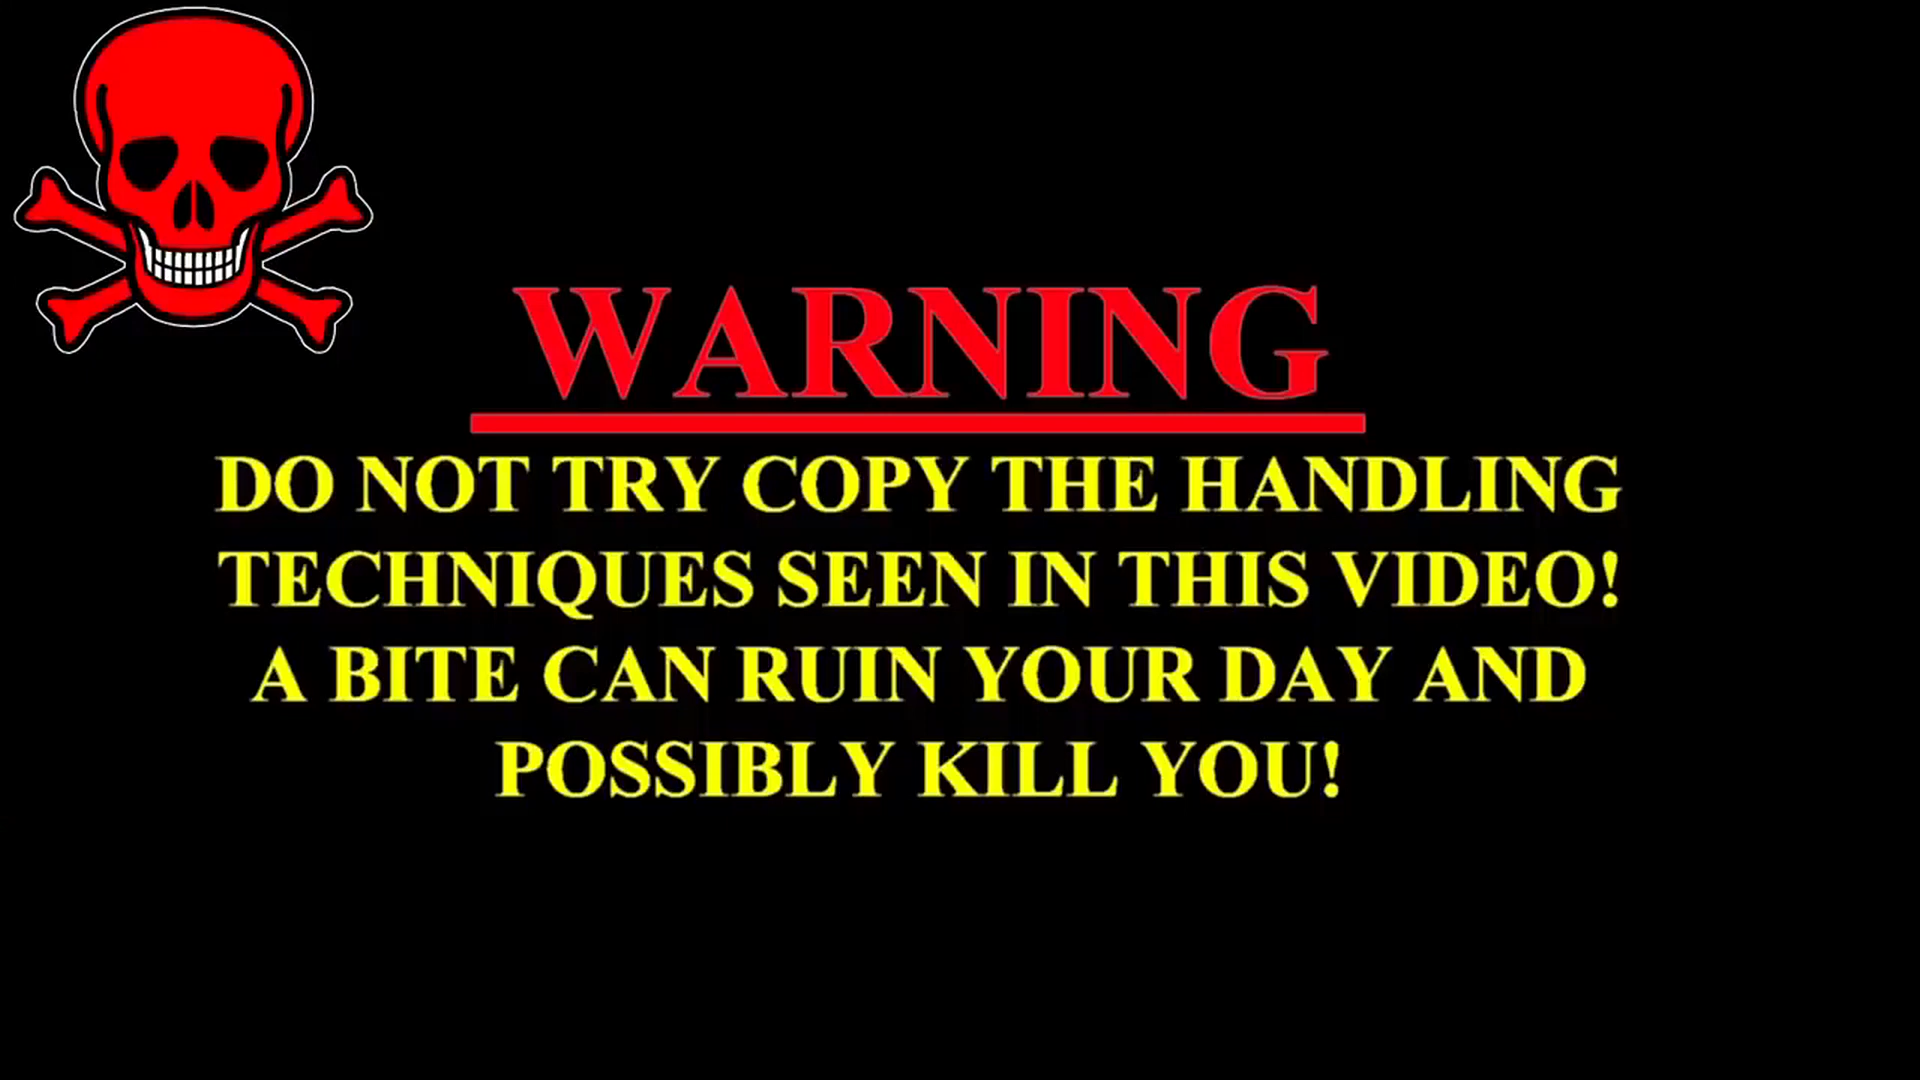 WARNING
DO NOT TRY COPY THE HANDLING
TECHNIQUES SEEN IN THIS VIDEO!
A BITE CAN RUIN YOUR DAY AND
POSSIBLY KILL YOU!